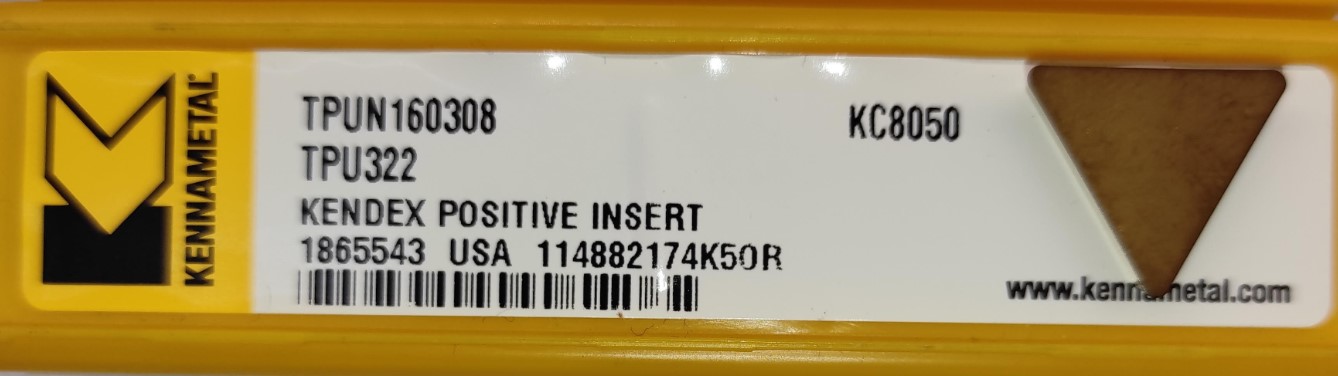 KENNAMETAL
TPUN160308
KC8050
TPU322
KENDEX POSITIVE INSERT
1865543 USA 114882174K50R
www.kennametal.com